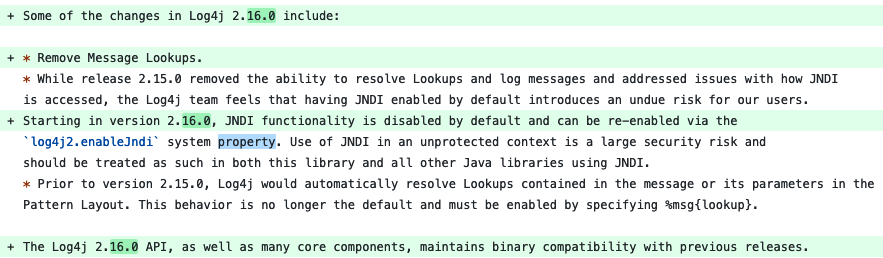 + Some of the changes in Log4j 2.16.0 include:
+ * Remove Message Lookups.
* While release 2.15.0 removed the ability to resolve Lookups and log messages and addressed issues with how JNDI
is accessed, the Log4j team feels that having JNDI enabled by default introduces an undue risk for our users.
+ Starting in version 2.16.0, JNDI functionality is disabled by default and can be re-enabled via the
`log4j2.enableJndi` system property. Use of JNDI in an unprotected context is a large security risk and
should be treated as such in both this library and all other Java libraries using JNDI.
* Prior to version 2.15.0, Log4j would automatically resolve Lookups contained in the message or its parameters in the
Pattern Layout. This behavior is no longer the default and must be enabled by specifying %msg{lookup}.
+ The Log4j 2.16.0 API, as well as many core components, maintains binary compatibility with previous releases.